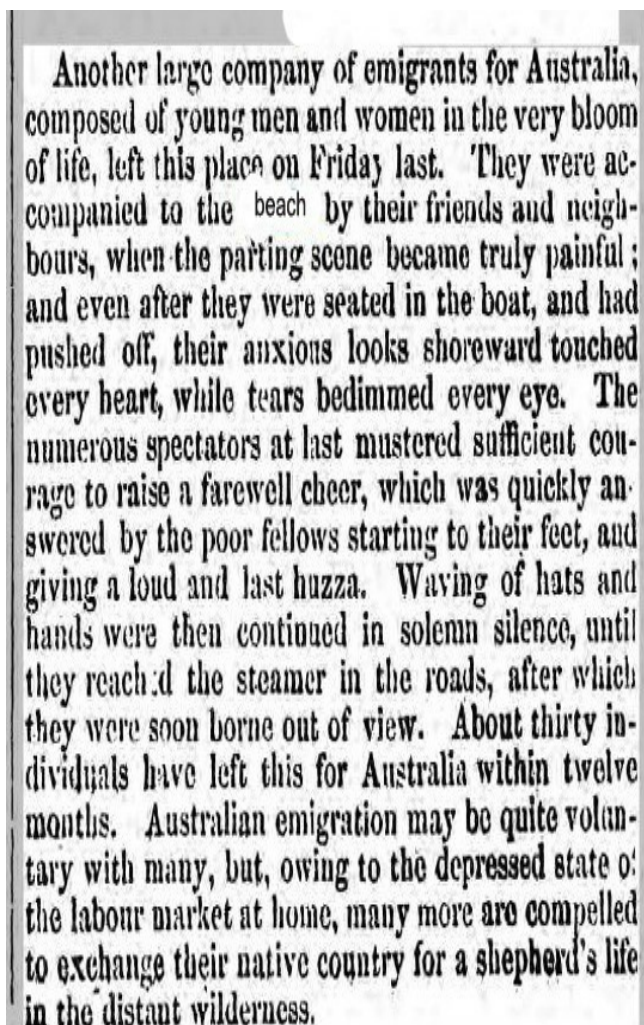 Another large company of emigrants for Australia,
composed of young men and women in the very bloom
of life, left this place on Friday last. They were ac-
companied to the beach by their friends and neigh-
bours, when the parting scene became truly painful ;
and even after they were seated in the boat, and had
pushed off, their anxious looks shoreward touched
every heart, while tears bedimmed every eye. The
numerous spectators at last mustered sufficient cou-
rage to raise a farewell cheer, which was quickly an-
swered by the poor fellows starting to their feet, and
giving a loud and last huzza. Waving of hats and
hands were then continued in solemn silence, until
they reached the steamer in the roads, after which
they were soon borne out of view. About thirty in-
dividuals have left this for Australia within twelve
months. Australian emigration may be quite volun-
tary with many, but, owing to the depressed state of
the labour market at home, many more are compelled
to exchange their native country for a shepherd's life
in the distant wilderness.